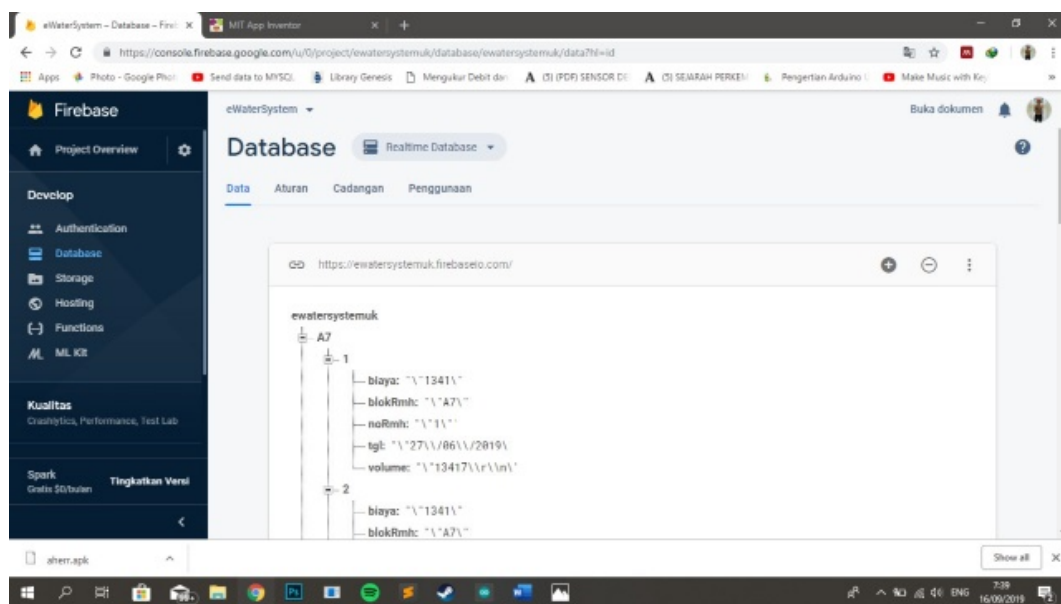 eWaterSystem – Database – Fire
MIT App Inventor
https://console.firebase.google.com/u/0/project/ewatersystemuk/database/ewatersystemuk/data?hl=id
Apps
Photo - Google Phot
Send data to MYSQL
Library Genesis
Mengukur Debit dan
(5) (PDF) SENSOR DE
(5) SEJARAH PERKEM
Pengertian Arduino
Make Music with Key
Firebase
eWaterSystem
Buka dokumen
Project Overview
Database
Realtime Database
Develop
Data Aturan Cadangan Penggunaan
Authentication
Database
Storage
Hosting
Functions
ML Kit
https://ewatersystemuk.firebaseio.com/
ewatersystemuk
A7
1
biaya: "\"1341\"
blokRmh: "\"A7\"
noRmh: "\"1\"
tgl: "\"27\\/06\\/2019\
volume: "\"13417\\r\\n\"
2
biaya: "\"1341\"
blokRmh: "\"A7\"
Kualitas
Crashlytics, Performance, Test Lab
Spark
Gratis $0/bulan
Tingkatkan Versi
aherr.apk
Show all
ENG
7:39
16/09/2019